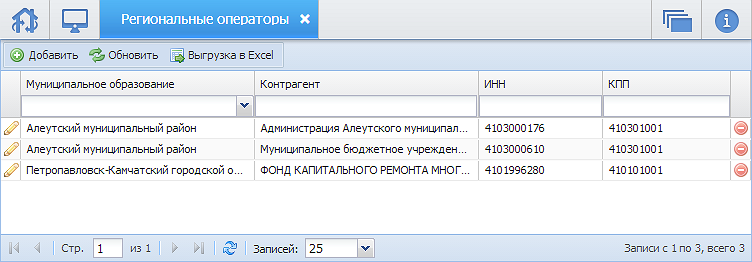 Региональные операторы
Добавить Обновить Выгрузка в Excel
Муниципальное образование Контрагент ИНН КПП
Алеутский муниципальный район Администрация Алеутского муниципал... 4103000176 410301001
Алеутский муниципальный район Муниципальное бюджетное учрежден... 4103000610 410301001
Петропавловск-Камчатский городской о... ФОНД КАПИТАЛЬНОГО РЕМОНТА МНОГ... 4101996280 410101001
Стр. 1 из 1 Записей: 25 Записи с 1 по 3, всего 3